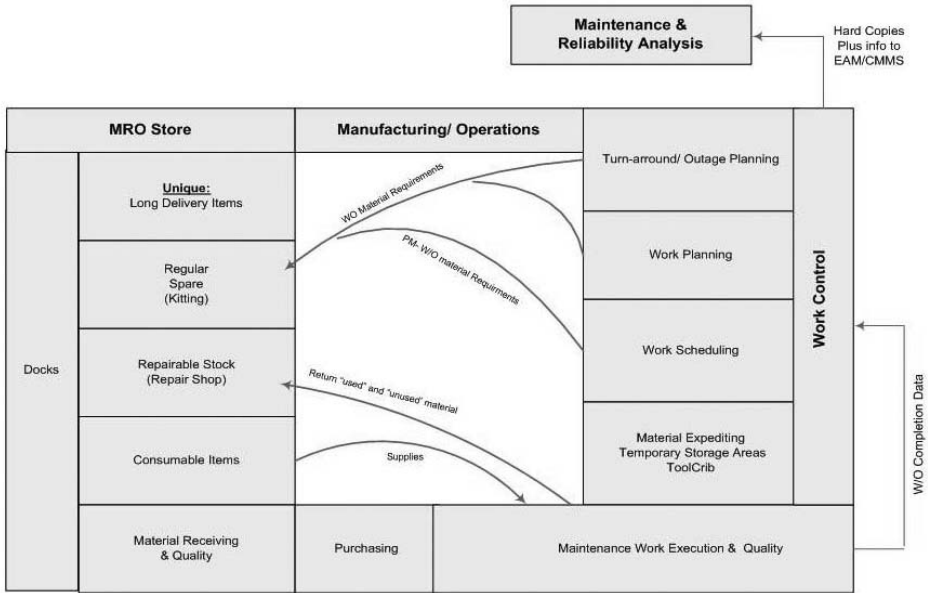 Maintenance &
Reliability Analysis
Hard Copies
Plus info to
EAM/CMMS
MRO Store
Manufacturing/ Operations
Turn-arround/ Outage Planning
Unique:
Long Delivery Items
WO Material Requirements
PM- W/O material Requirments
Work Planning
Regular
Spare
(Kitting)
Work Control
Docks
Repairable Stock
(Repair Shop)
Return "used" and "unused' material
Work Scheduling
Consumable Items
Supplies
Material Expediting
Temporary Storage Areas
ToolCrib
W/O Completion Data
Material Receiving
& Quality
Purchasing
Maintenance Work Execution & Quality